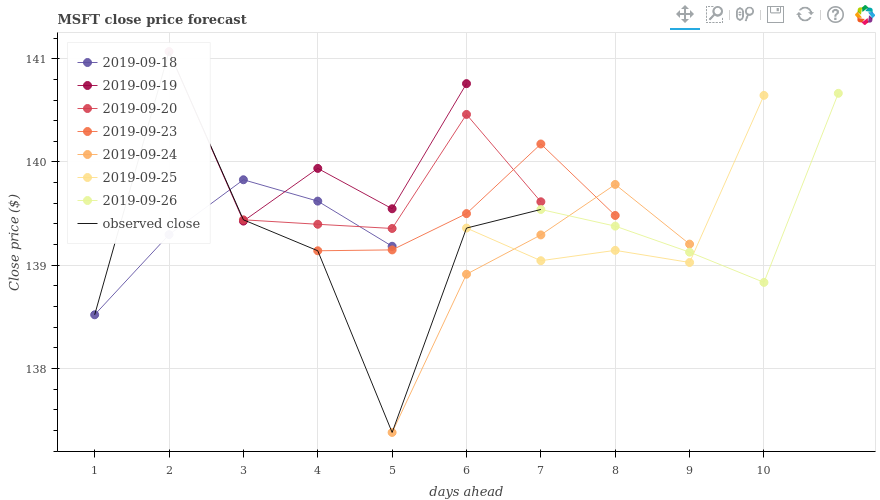 MSFT close price forecast
141
140
139
138
Close price ($)
2019-09-18
2019-09-19
2019-09-20
2019-09-23
2019-09-24
2019-09-25
2019-09-26
observed close
1 2 3 4 5 6 7 8 9 10
days ahead